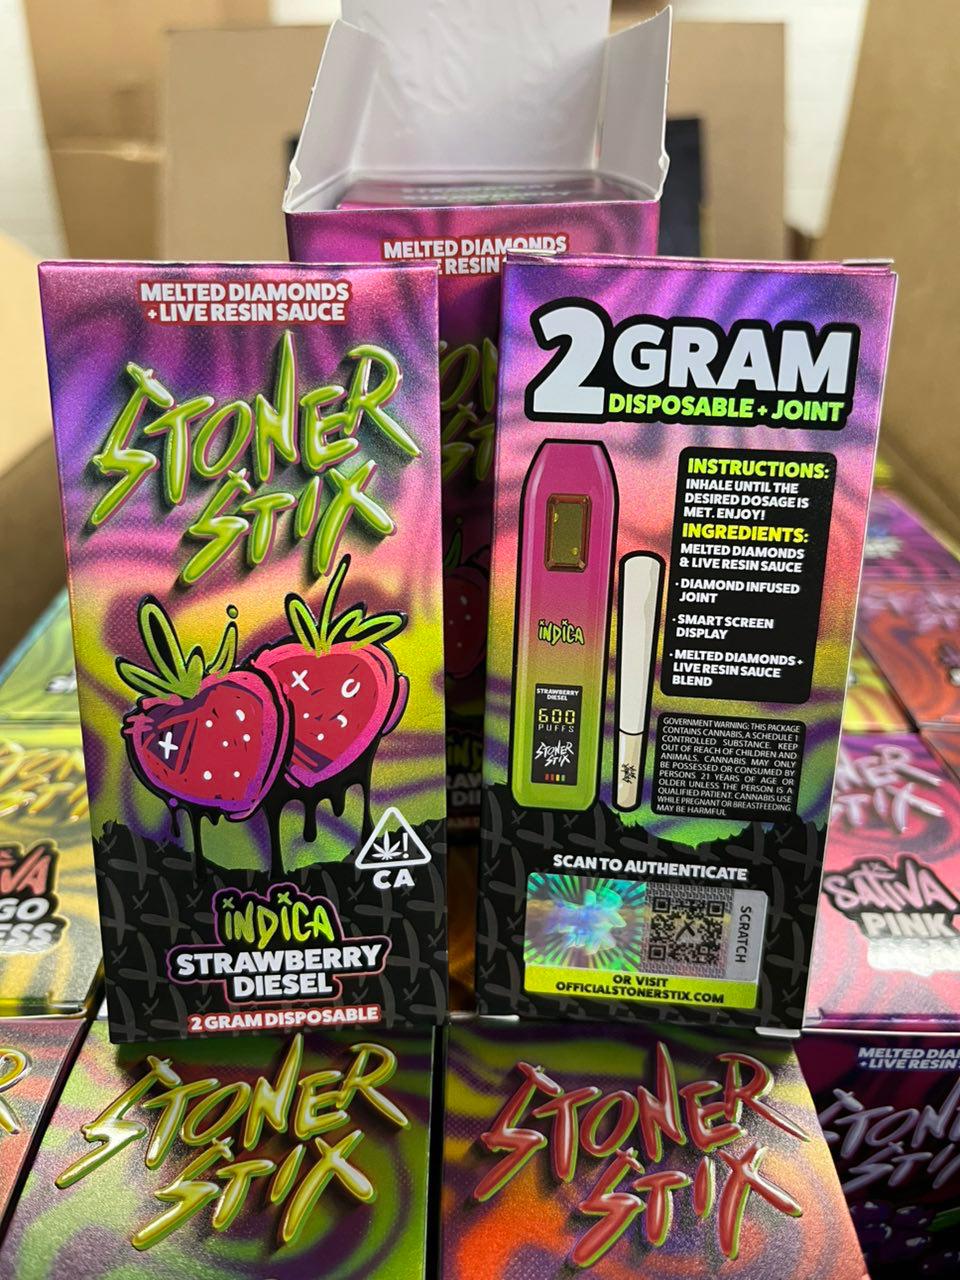 MELTED DIAMONDS
+ LIVE RESIN SAUCE
STONER
STIX
CA
INDICA
STRAWBERRY
DIESEL
2 GRAM DISPOSABLE
MELTED DIAMONDS
RESIN
2 GRAM
DISPOSABLE + JOINT
INSTRUCTIONS:
INHALE UNTIL THE
DESIRED DOSAGE IS
MET. ENJOY!
INGREDIENTS:
MELTED DIAMONDS
& LIVE RESIN SAUCE
· DIAMOND INFUSED
JOINT
· SMART SCREEN
DISPLAY
· MELTED DIAMONDS +
LIVE RESIN SAUCE
BLEND
INDICA
STRAWBERRY
DIESEL
600
PUFFS
STONER
STIX
GOVERNMENT WARNING: THIS PACKAGE
CONTAINS CANNABIS, A SCHEDULE 1
CONTROLLED SUBSTANCE. KEEP
OUT OF REACH OF CHILDREN AND
ANIMALS. CANNABIS MAY ONLY
BE POSSESSED OR CONSUMED BY
PERSONS 21 YEARS OF AGE OR
OLDER UNLESS THE PERSON IS A
QUALIFIED PATIENT. CANNABIS USE
WHILE PREGNANT OR BREASTFEEDING
MAY BE HARMFUL
SCAN TO AUTHENTICATE
SCRATCH
OR VISIT
OFFICIALSTONERSTIX.COM
SATIVA
PINK
STONER
STIX
STONER
STIX
MELTED DIA
+ LIVE RESIN